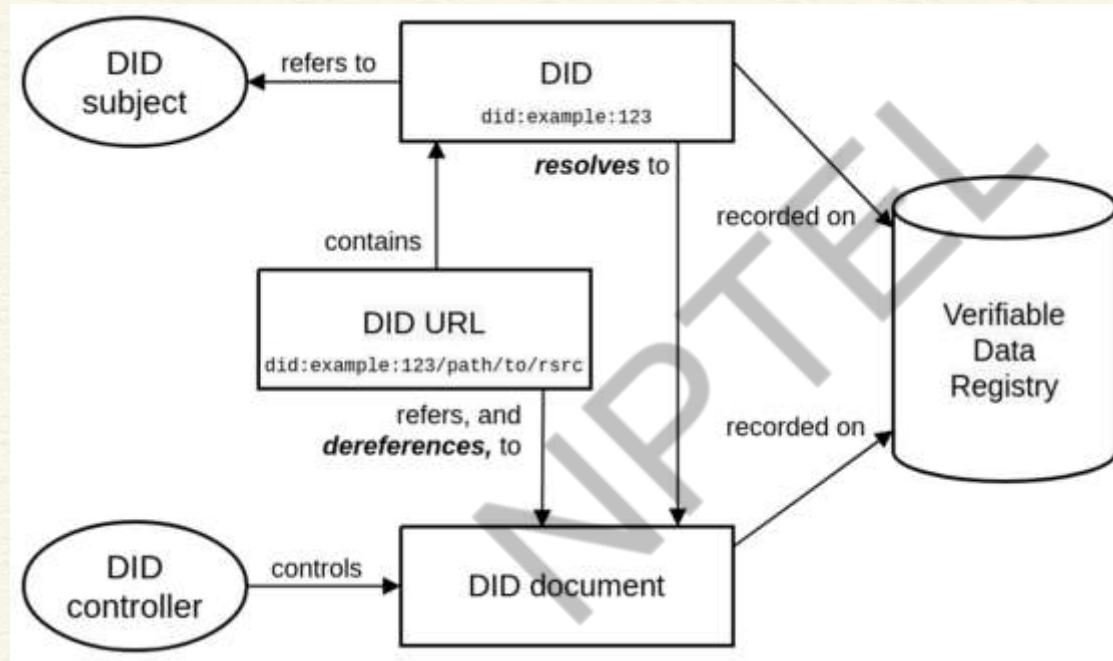 DID
subject
refers to
DID
did:example:123
resolves to
recorded on
contains
DID URL
did:example:123/path/to/rsrc
Verifiable
Data
Registry
refers, and
dereferences, to
recorded on
DID
controller
controls
DID document
NPTEL